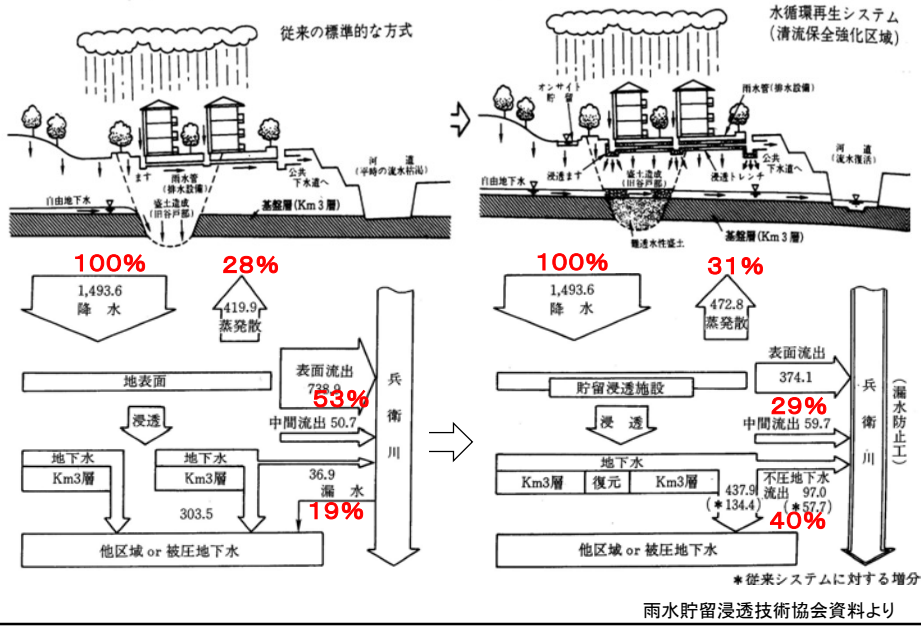 従来の標準的な方式
ます
雨水管
(排水設備)
盛土造成
(旧谷戸部)
公共
下水道へ
河 道
(平時の流水枯渇)
自由地下水
基盤層(Km3層)
水循環再生システム
(清流保全強化区域)
オンサイト
貯留
雨水管(排水設備)
浸透ます
盛土造成
(旧谷戸部)
浸透トレンチ
公共
下水道へ
河 道
(流水復活)
自由地下水
難透水性盛土
基盤層(Km3層)
100%
28%
1,493.6
降 水
419.9
蒸発散
地表面
表面流出
738.9
53%
浸透
中間流出 50.7
地下水
Km3層
地下水
Km3層
36.9
漏 水
19%
303.5
兵衛川
他区域 or 被圧地下水
100%
31%
1,493.6
降 水
472.8
蒸発散
貯留浸透施設
表面流出
374.1
29%
浸 透
中間流出 59.7
地下水
Km3層
復元
Km3層
437.9
(*134.4)
不圧地下水
流出 97.0
(*57.7)
40%
兵衛川
(漏水防止工)
他区域 or 被圧地下水
*従来システムに対する増分
雨水貯留浸透技術協会資料より